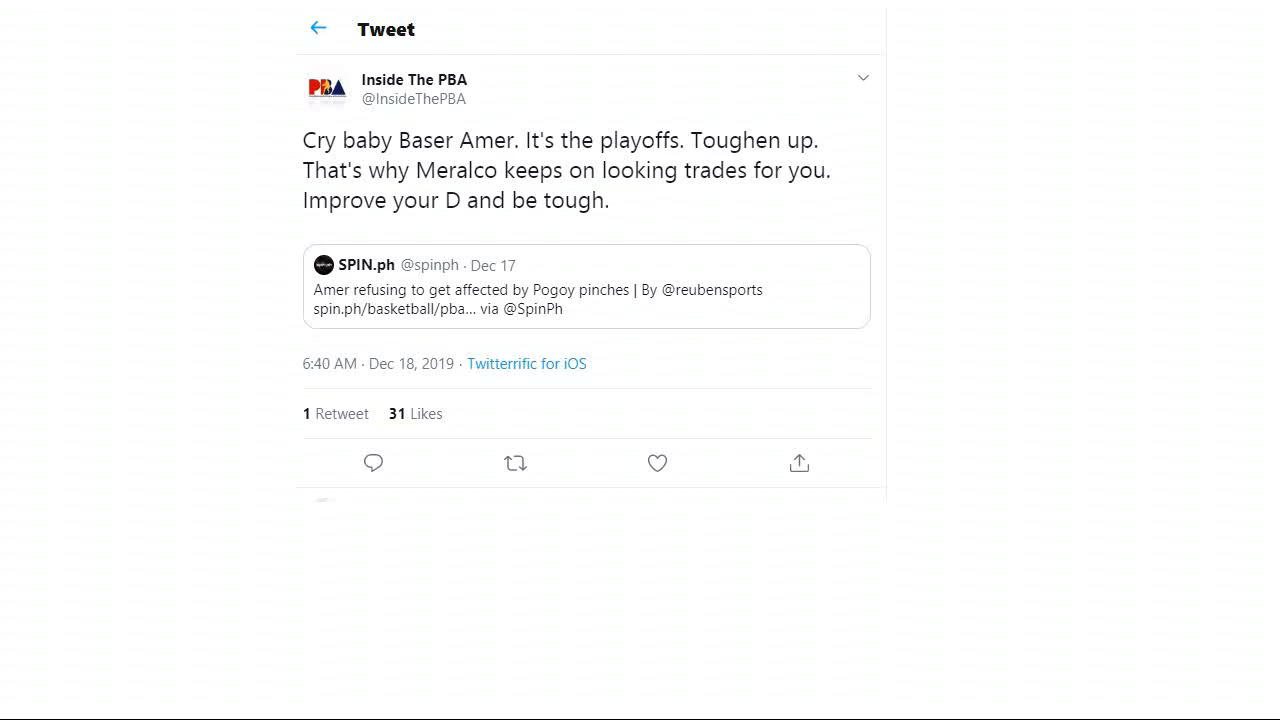 Tweet
PBA
Inside The PBA
@InsideThePBA
Cry baby Baser Amer. It's the playoffs. Toughen up.
That's why Meralco keeps on looking trades for you.
Improve your D and be tough.
SPIN.ph @spinph · Dec 17
Amer refusing to get affected by Pogoy pinches | By @reubensports
spin.ph/basketball/pba... via @SpinPh
6:40 AM · Dec 18, 2019 · Twitterrific for iOS
1 Retweet 31 Likes